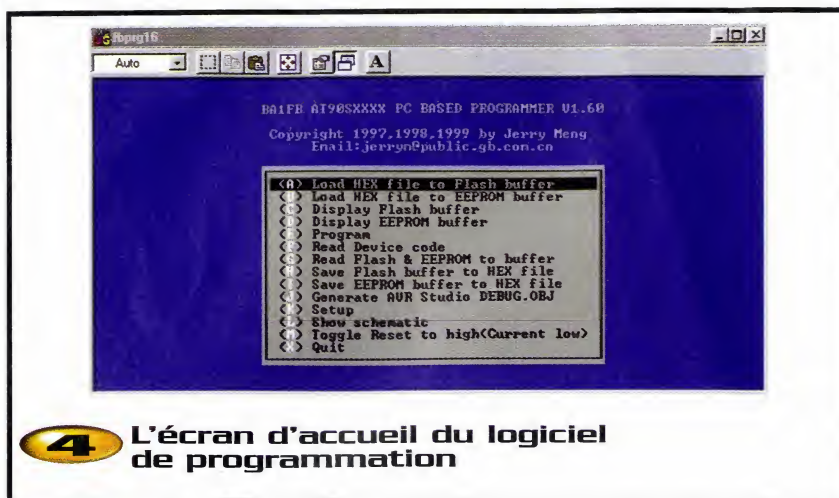 fbprg16
Auto
A
BA1FB AT90SXXXX PC BASED PROGRAMMER V1.60
Copyright 1997,1998,1999 by Jerry Meng
Email:jerryn@public.gb.com.cn
<A> Load HEX file to Flash buffer
<B> Load HEX file to EEPROM buffer
<C> Display Flash buffer
<D> Display EEPROM buffer
<E> Program
<F> Read Device code
<G> Read Flash & EEPROM to buffer
<H> Save Flash buffer to HEX file
<I> Save EEPROM buffer to HEX file
<J> Generate AVR Studio DEBUG.OBJ
<K> Setup
<L> Show schematic
<M> Toggle Reset to high(Current low)
<X> Quit
4 L'écran d'accueil du logiciel
de programmation